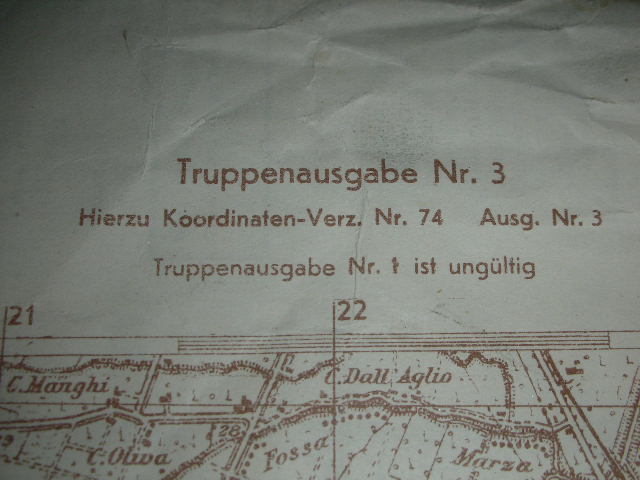 Truppenausgabe Nr. 3
Hierzu Koordinaten-Verz. Nr. 74 Ausg. Nr. 3
Truppenausgabe Nr. 1 ist ungültig
21
22
C. Manghi
C. Dall Aglio
28
C. Oliva
Fossa
Marza